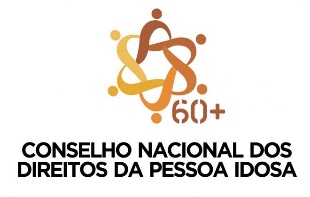 60+
CONSELHO NACIONAL DOS
DIREITOS DA PESSOA IDOSA